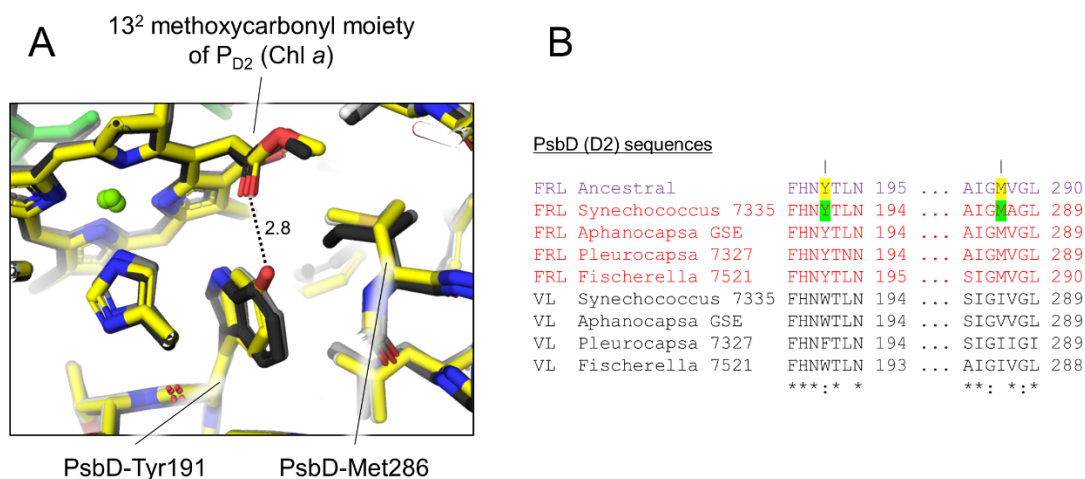 A
13² methoxycarbonyl moiety
of P_D2 (Chl a)
2.8
PsbD-Tyr191
PsbD-Met286
B
PsbD (D2) sequences
| |
FRL Ancestral FHNYTLN 195 ... AIGMVGL 290
FRL Synechococcus 7335 FHNYTLN 194 ... AIGMAGL 289
FRL Aphanocapsa GSE FHNYTLN 194 ... AIGMVGL 289
FRL Pleurocapsa 7327 FHNYTNN 194 ... AIGMVGL 289
FRL Fischerella 7521 FHNYTLN 195 ... SIGMVGL 290
VL Synechococcus 7335 FHNWTLN 194 ... SIGIVGL 289
VL Aphanocapsa GSE FHNWTLN 194 ... SIGVVGL 289
VL Pleurocapsa 7327 FHNFTLN 194 ... SIGIIGI 289
VL Fischerella 7521 FHNWTLN 193 ... AIGIVGL 288
***:* * **: *:*